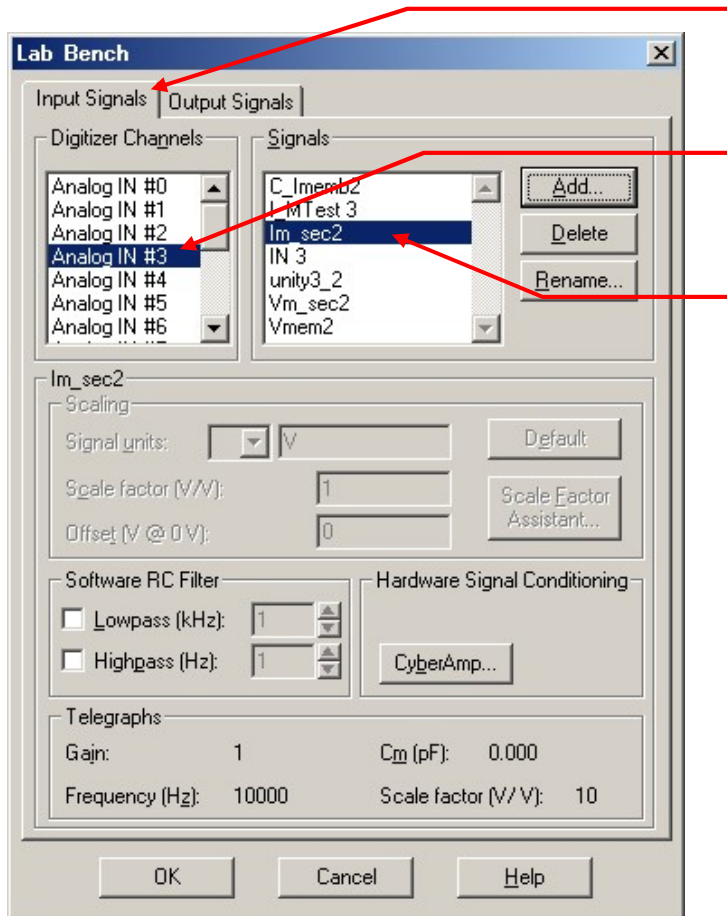 Lab Bench
Input Signals
Output Signals
Digitizer Channels
Signals
Analog IN #0
Analog IN #1
Analog IN #2
Analog IN #3
Analog IN #4
Analog IN #5
Analog IN #6
C_Imemb2
I_MTest 3
Im_sec2
IN 3
unity3_2
Vm_sec2
Vmem2
Add...
Delete
Rename...
Im_sec2
Scaling
Signal units: V
Default
Scale factor (V/V): 1
Scale Factor
Assistant...
Offset (V @ 0 V): 0
Software RC Filter
Lowpass (kHz): 1
Highpass (Hz): 1
Hardware Signal Conditioning
CyberAmp...
Telegraphs
Gain: 1 Cm (pF): 0.000
Frequency (Hz): 10000 Scale factor (V/ V): 10
OK Cancel Help